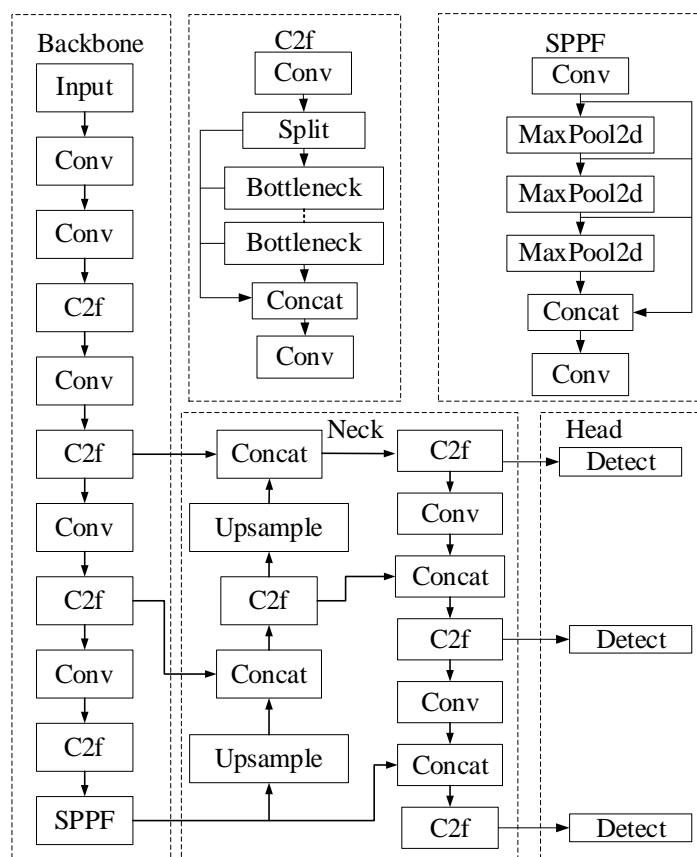 Backbone
Input
Conv
Conv
C2f
Conv
C2f
Conv
C2f
Conv
C2f
SPPF
C2f
Conv
Split
Bottleneck
Bottleneck
Concat
Conv
SPPF
Conv
MaxPool2d
MaxPool2d
MaxPool2d
Concat
Conv
Neck
Concat
Upsample
C2f
Concat
Upsample
C2f
Conv
Concat
C2f
Conv
Concat
C2f
Head
Detect
Detect
Detect